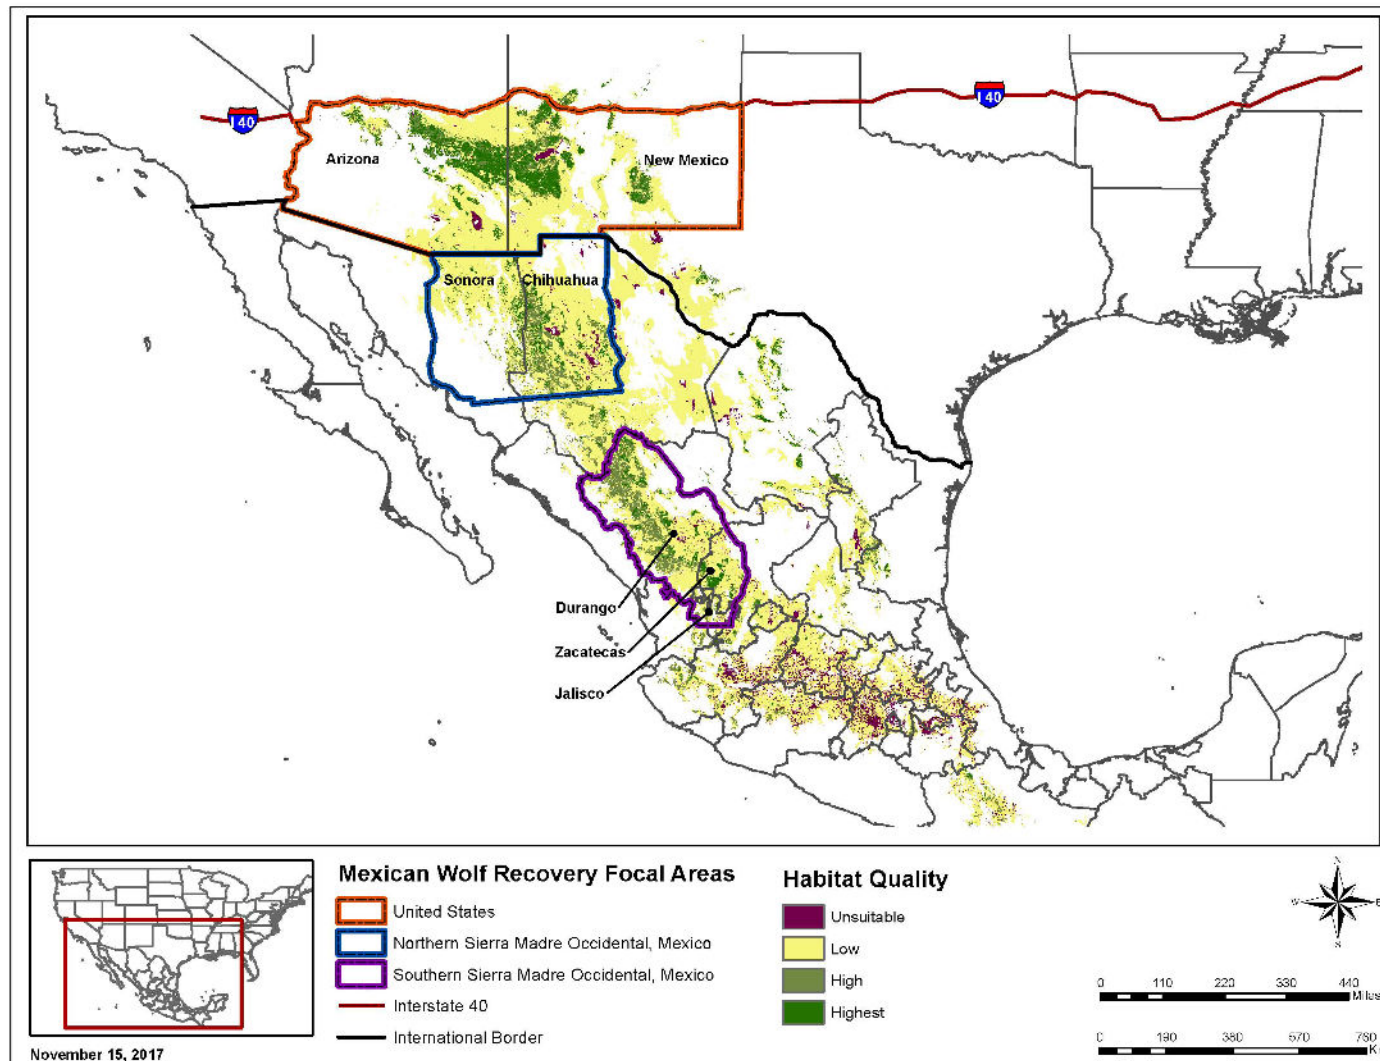 I 40
I 40
Arizona
New Mexico
Sonora
Chihuahua
Durango
Zacatecas
Jalisco
November 15, 2017
Mexican Wolf Recovery Focal Areas
United States
Northern Sierra Madre Occidental, Mexico
Southern Sierra Madre Occidental, Mexico
Interstate 40
International Border
Habitat Quality
Unsuitable
Low
High
Highest
N
W E
S
0 110 220 330 440
Miles
0 190 380 570 760
K